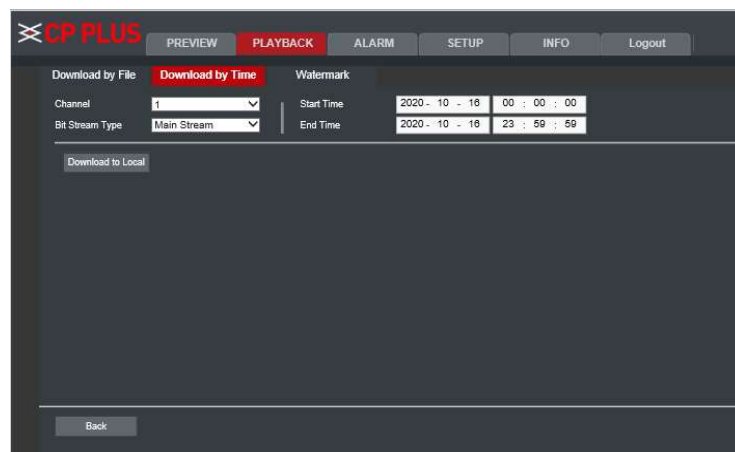 CP PLUS PREVIEW PLAYBACK ALARM SETUP INFO Logout
Download by File Download by Time Watermark
Channel 1 Start Time 2020 - 10 - 16 00 : 00 : 00
Bit Stream Type Main Stream End Time 2020 - 10 - 16 23 : 59 : 59
Download to Local
Back